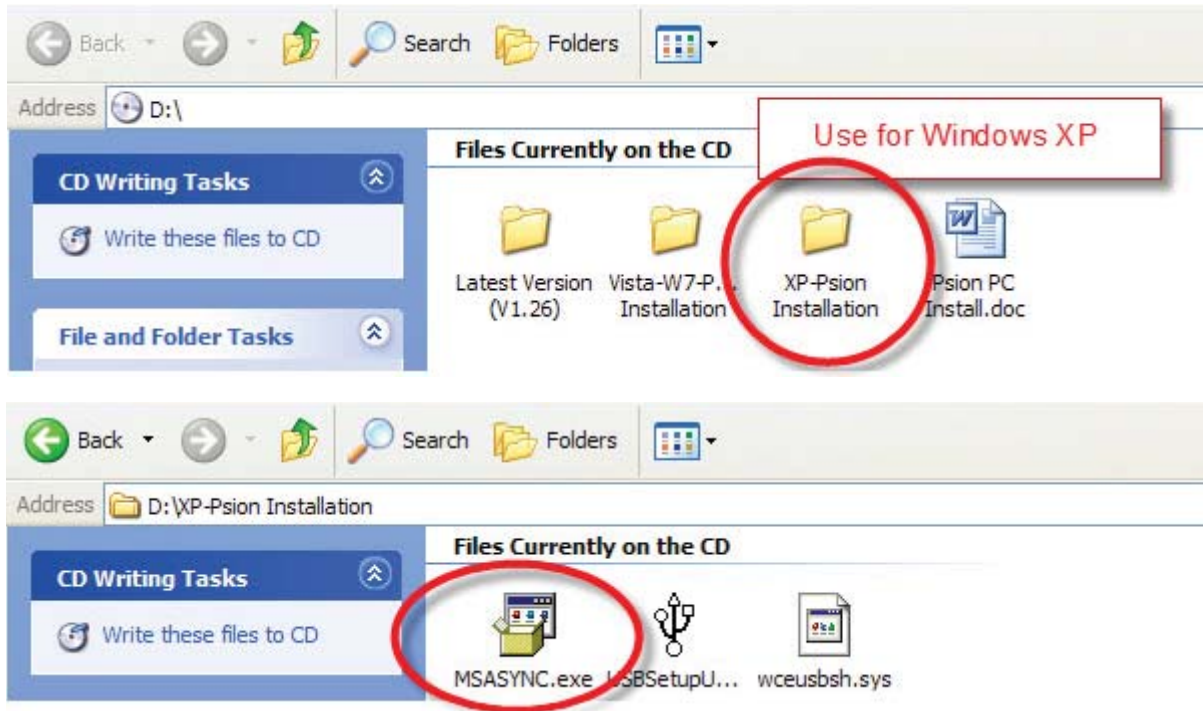 Back Search Folders
Address D:\
Use for Windows XP
Files Currently on the CD
CD Writing Tasks
Write these files to CD
Latest Version Vista-W7-P... XP-Psion Psion PC
(V1.26) Installation Installation Install.doc
File and Folder Tasks
Back Search Folders
Address D:\XP-Psion Installation
Files Currently on the CD
CD Writing Tasks
Write these files to CD
MSASYNC.exe USBSetupU... wceusbsh.sys